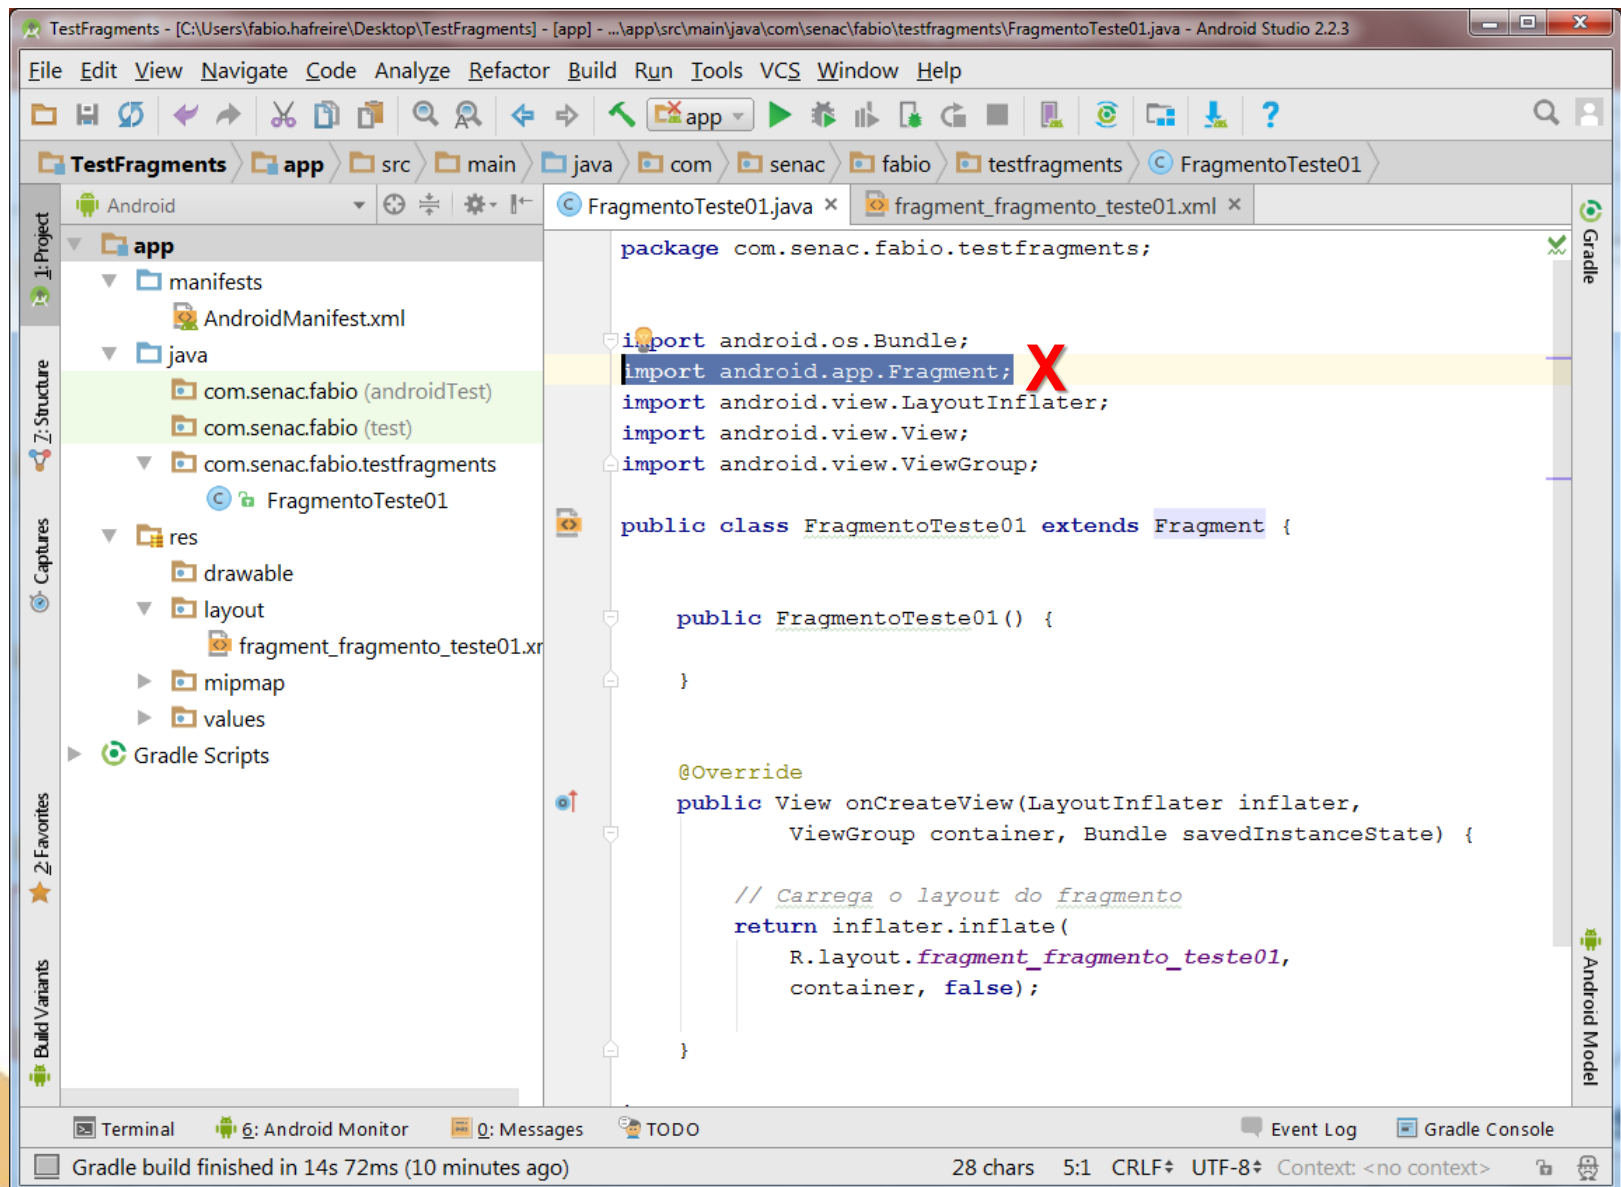 TestFragments - [C:\Users\fabio.hafreire\Desktop\TestFragments] - [app] - ...\app\src\main\java\com\senac\fabio\testfragments\FragmentoTeste01.java - Android Studio 2.2.3
File Edit View Navigate Code Analyze Refactor Build Run Tools VCS Window Help
app
TestFragments app src main java com senac fabio testfragments FragmentoTeste01
Android
FragmentoTeste01.java
fragment_fragmento_teste01.xml
1: Project
7: Structure
Captures
2: Favorites
Build Variants
app
manifests
AndroidManifest.xml
java
com.senac.fabio (androidTest)
com.senac.fabio (test)
com.senac.fabio.testfragments
FragmentoTeste01
res
drawable
layout
fragment_fragmento_teste01.xr
mipmap
values
Gradle Scripts
package com.senac.fabio.testfragments;
import android.os.Bundle;
import android.app.Fragment; X
import android.view.LayoutInflater;
import android.view.View;
import android.view.ViewGroup;
public class FragmentoTeste01 extends Fragment {
public FragmentoTeste01() {
}
@Override
public View onCreateView(LayoutInflater inflater,
ViewGroup container, Bundle savedInstanceState) {
// Carrega o layout do fragmento
return inflater.inflate(
R.layout.fragment_fragmento_teste01,
container, false);
}
Gradle
Android Model
Terminal 6: Android Monitor 0: Messages TODO Event Log Gradle Console
Gradle build finished in 14s 72ms (10 minutes ago) 28 chars 5:1 CRLF UTF-8 Context: <no context>